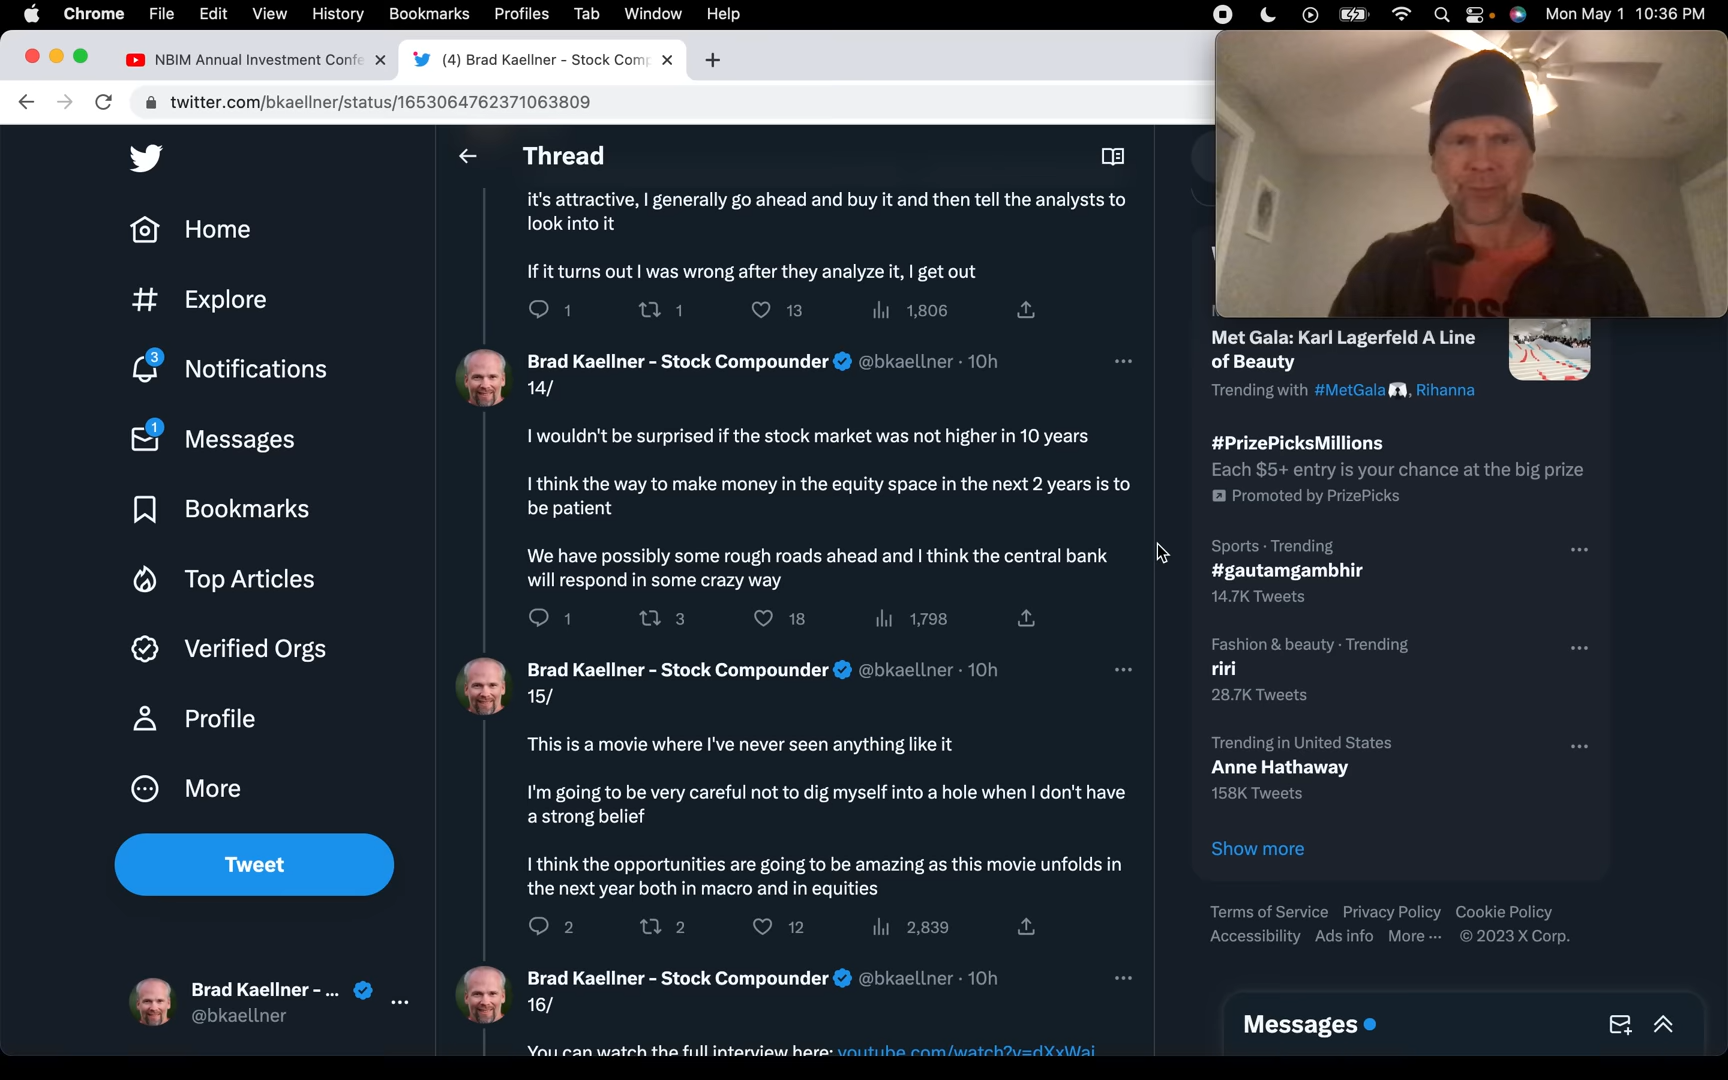 Chrome File Edit View History Bookmarks Profiles Tab Window Help Mon May 1 10:36 PM
NBIM Annual Investment Confe
(4) Brad Kaellner - Stock Comp
twitter.com/bkaellner/status/1653064762371063809
Home
Explore
3
Notifications
1
Messages
Bookmarks
Top Articles
Verified Orgs
Profile
More
Tweet
Brad Kaellner - ...
@bkaellner
Thread
it's attractive, I generally go ahead and buy it and then tell the analysts to
look into it
If it turns out I was wrong after they analyze it, I get out
1 1 13 1,806
Brad Kaellner - Stock Compounder @bkaellner · 10h
14/
I wouldn't be surprised if the stock market was not higher in 10 years
I think the way to make money in the equity space in the next 2 years is to
be patient
We have possibly some rough roads ahead and I think the central bank
will respond in some crazy way
1 3 18 1,798
Brad Kaellner - Stock Compounder @bkaellner · 10h
15/
This is a movie where I've never seen anything like it
I'm going to be very careful not to dig myself into a hole when I don't have
a strong belief
I think the opportunities are going to be amazing as this movie unfolds in
the next year both in macro and in equities
2 2 12 2,839
Brad Kaellner - Stock Compounder @bkaellner · 10h
16/
You can watch the full interview here: youtube.com/watch?v=dXxWai
Met Gala: Karl Lagerfeld A Line
of Beauty
Trending with #MetGala, Rihanna
#PrizePicksMillions
Each $5+ entry is your chance at the big prize
Promoted by PrizePicks
Sports · Trending
#gautamgambhir
14.7K Tweets
Fashion & beauty · Trending
riri
28.7K Tweets
Trending in United States
Anne Hathaway
158K Tweets
Show more
Terms of Service Privacy Policy Cookie Policy
Accessibility Ads info More ··· © 2023 X Corp.
Messages